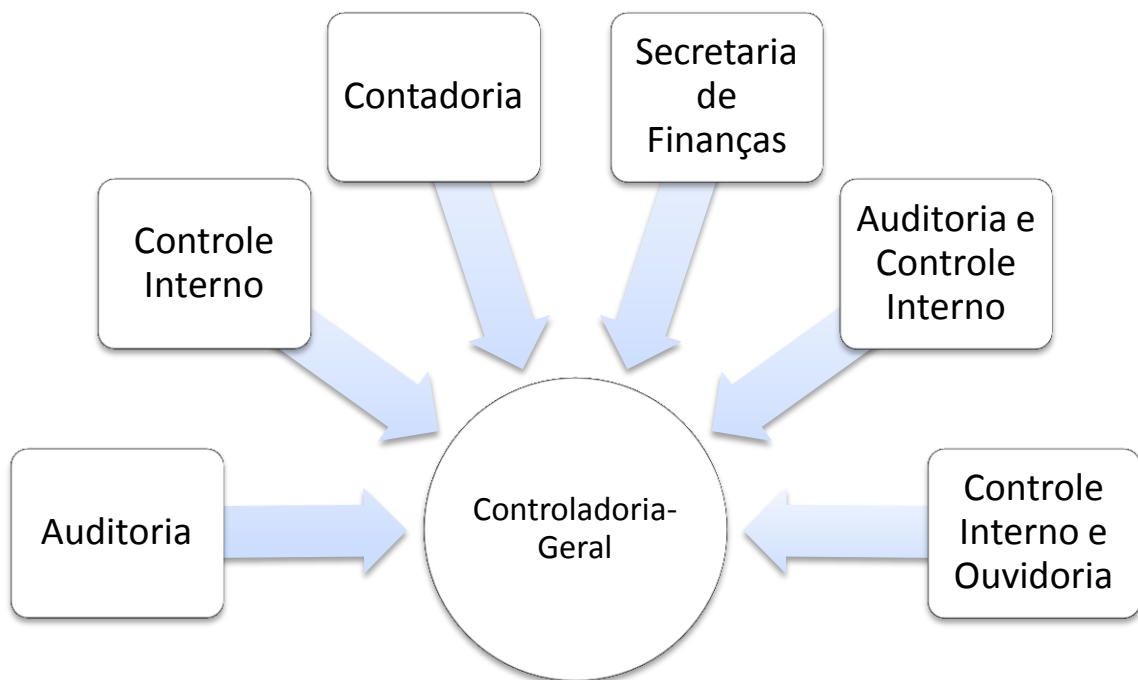 Contadoria
Secretaria
de
Finanças
Controle
Interno
Auditoria e
Controle
Interno
Auditoria
Controladoria-
Geral
Controle
Interno e
Ouvidoria